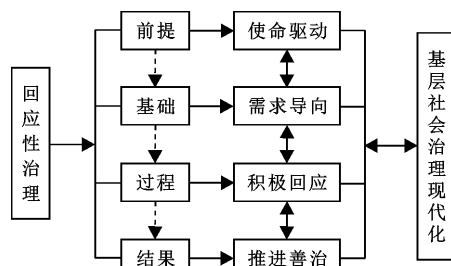 回应性治理
前提
使命驱动
基础
需求导向
过程
积极回应
结果
推进善治
基层社会治理现代化